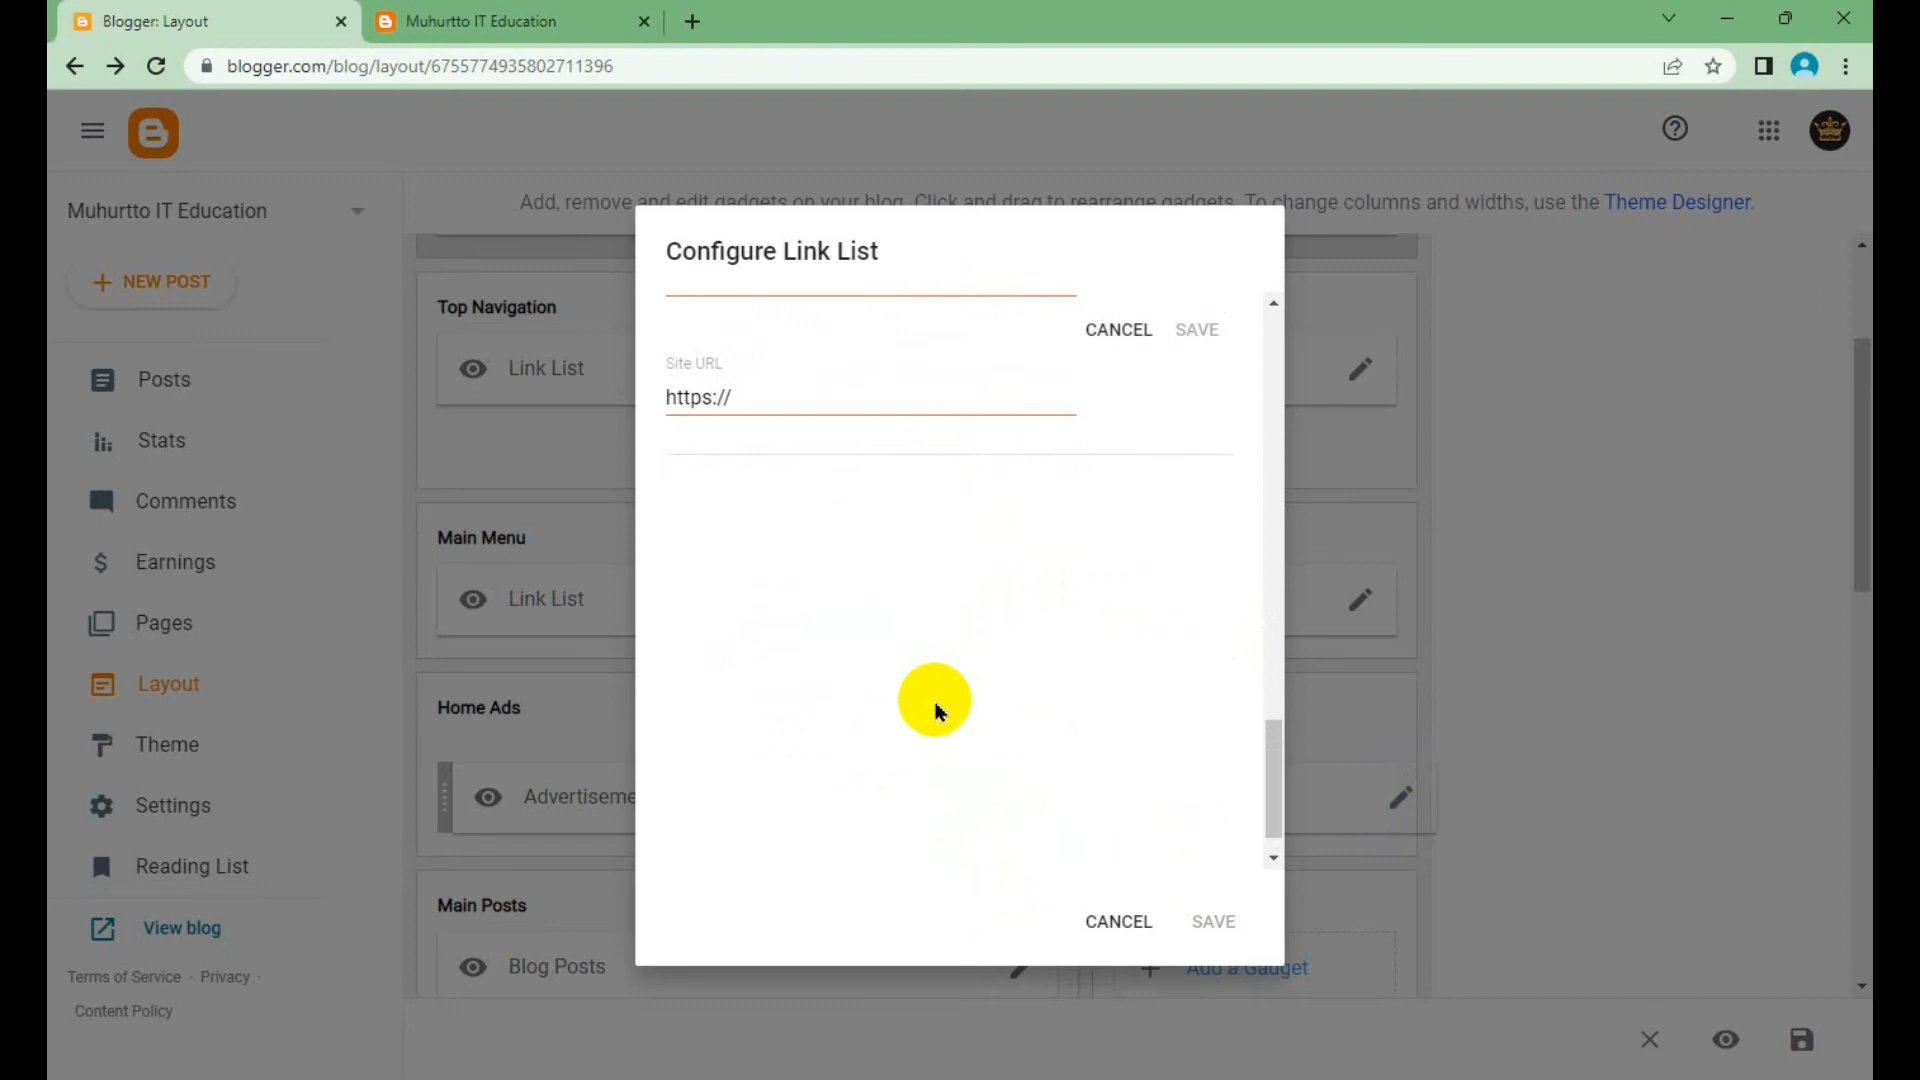 Blogger: Layout
Muhurtto IT Education
blogger.com/blog/layout/6755774935802711396
Muhurtto IT Education
Add, remove and edit gadgets on your blog. Click and drag to rearrange gadgets. To change columns and widths, use the Theme Designer.
NEW POST
Configure Link List
Top Navigation
CANCEL SAVE
Site URL
Link List
Posts
https://
Stats
Comments
Main Menu
Earnings
Link List
Pages
Layout
Home Ads
Theme
Advertiseme
Settings
Reading List
Main Posts
CANCEL SAVE
View blog
Blog Posts
Add a Gadget
Terms of Service · Privacy ·
Content Policy